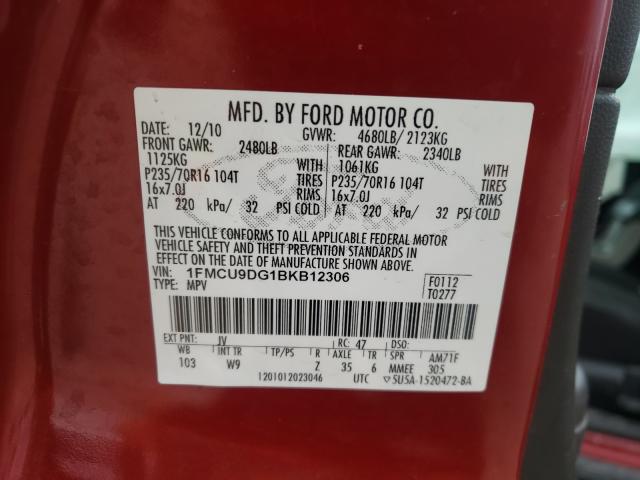 MFD. BY FORD MOTOR CO.
DATE: 12/10 GVWR: 4680LB/ 2123KG
FRONT GAWR: 2480LB REAR GAWR: 2340LB
1125KG WITH 1061KG WITH
P235/70R16 104T TIRES P235/70R16 104T TIRES
16x7.0J RIMS 16x7.0J RIMS
AT 220 kPa/ 32 PSI COLD AT 220 kPa/ 32 PSI COLD
THIS VEHICLE CONFORMS TO ALL APPLICABLE FEDERAL MOTOR
VEHICLE SAFETY AND THEFT PREVENTION STANDARDS IN
EFFECT ON THE DATE OF MANUFACTURE SHOWN ABOVE.
VIN: 1FMCU9DG1BKB12306
TYPE: MPV
F0112
T0277
EXT PNT: JV RC: 47 DSO:
WB INT TR TP/PS R AXLE TR SPR AM71F
103 W9 Z 35 6 MMEE 305
1201012023046 UTC 5U5A-1520472-BA